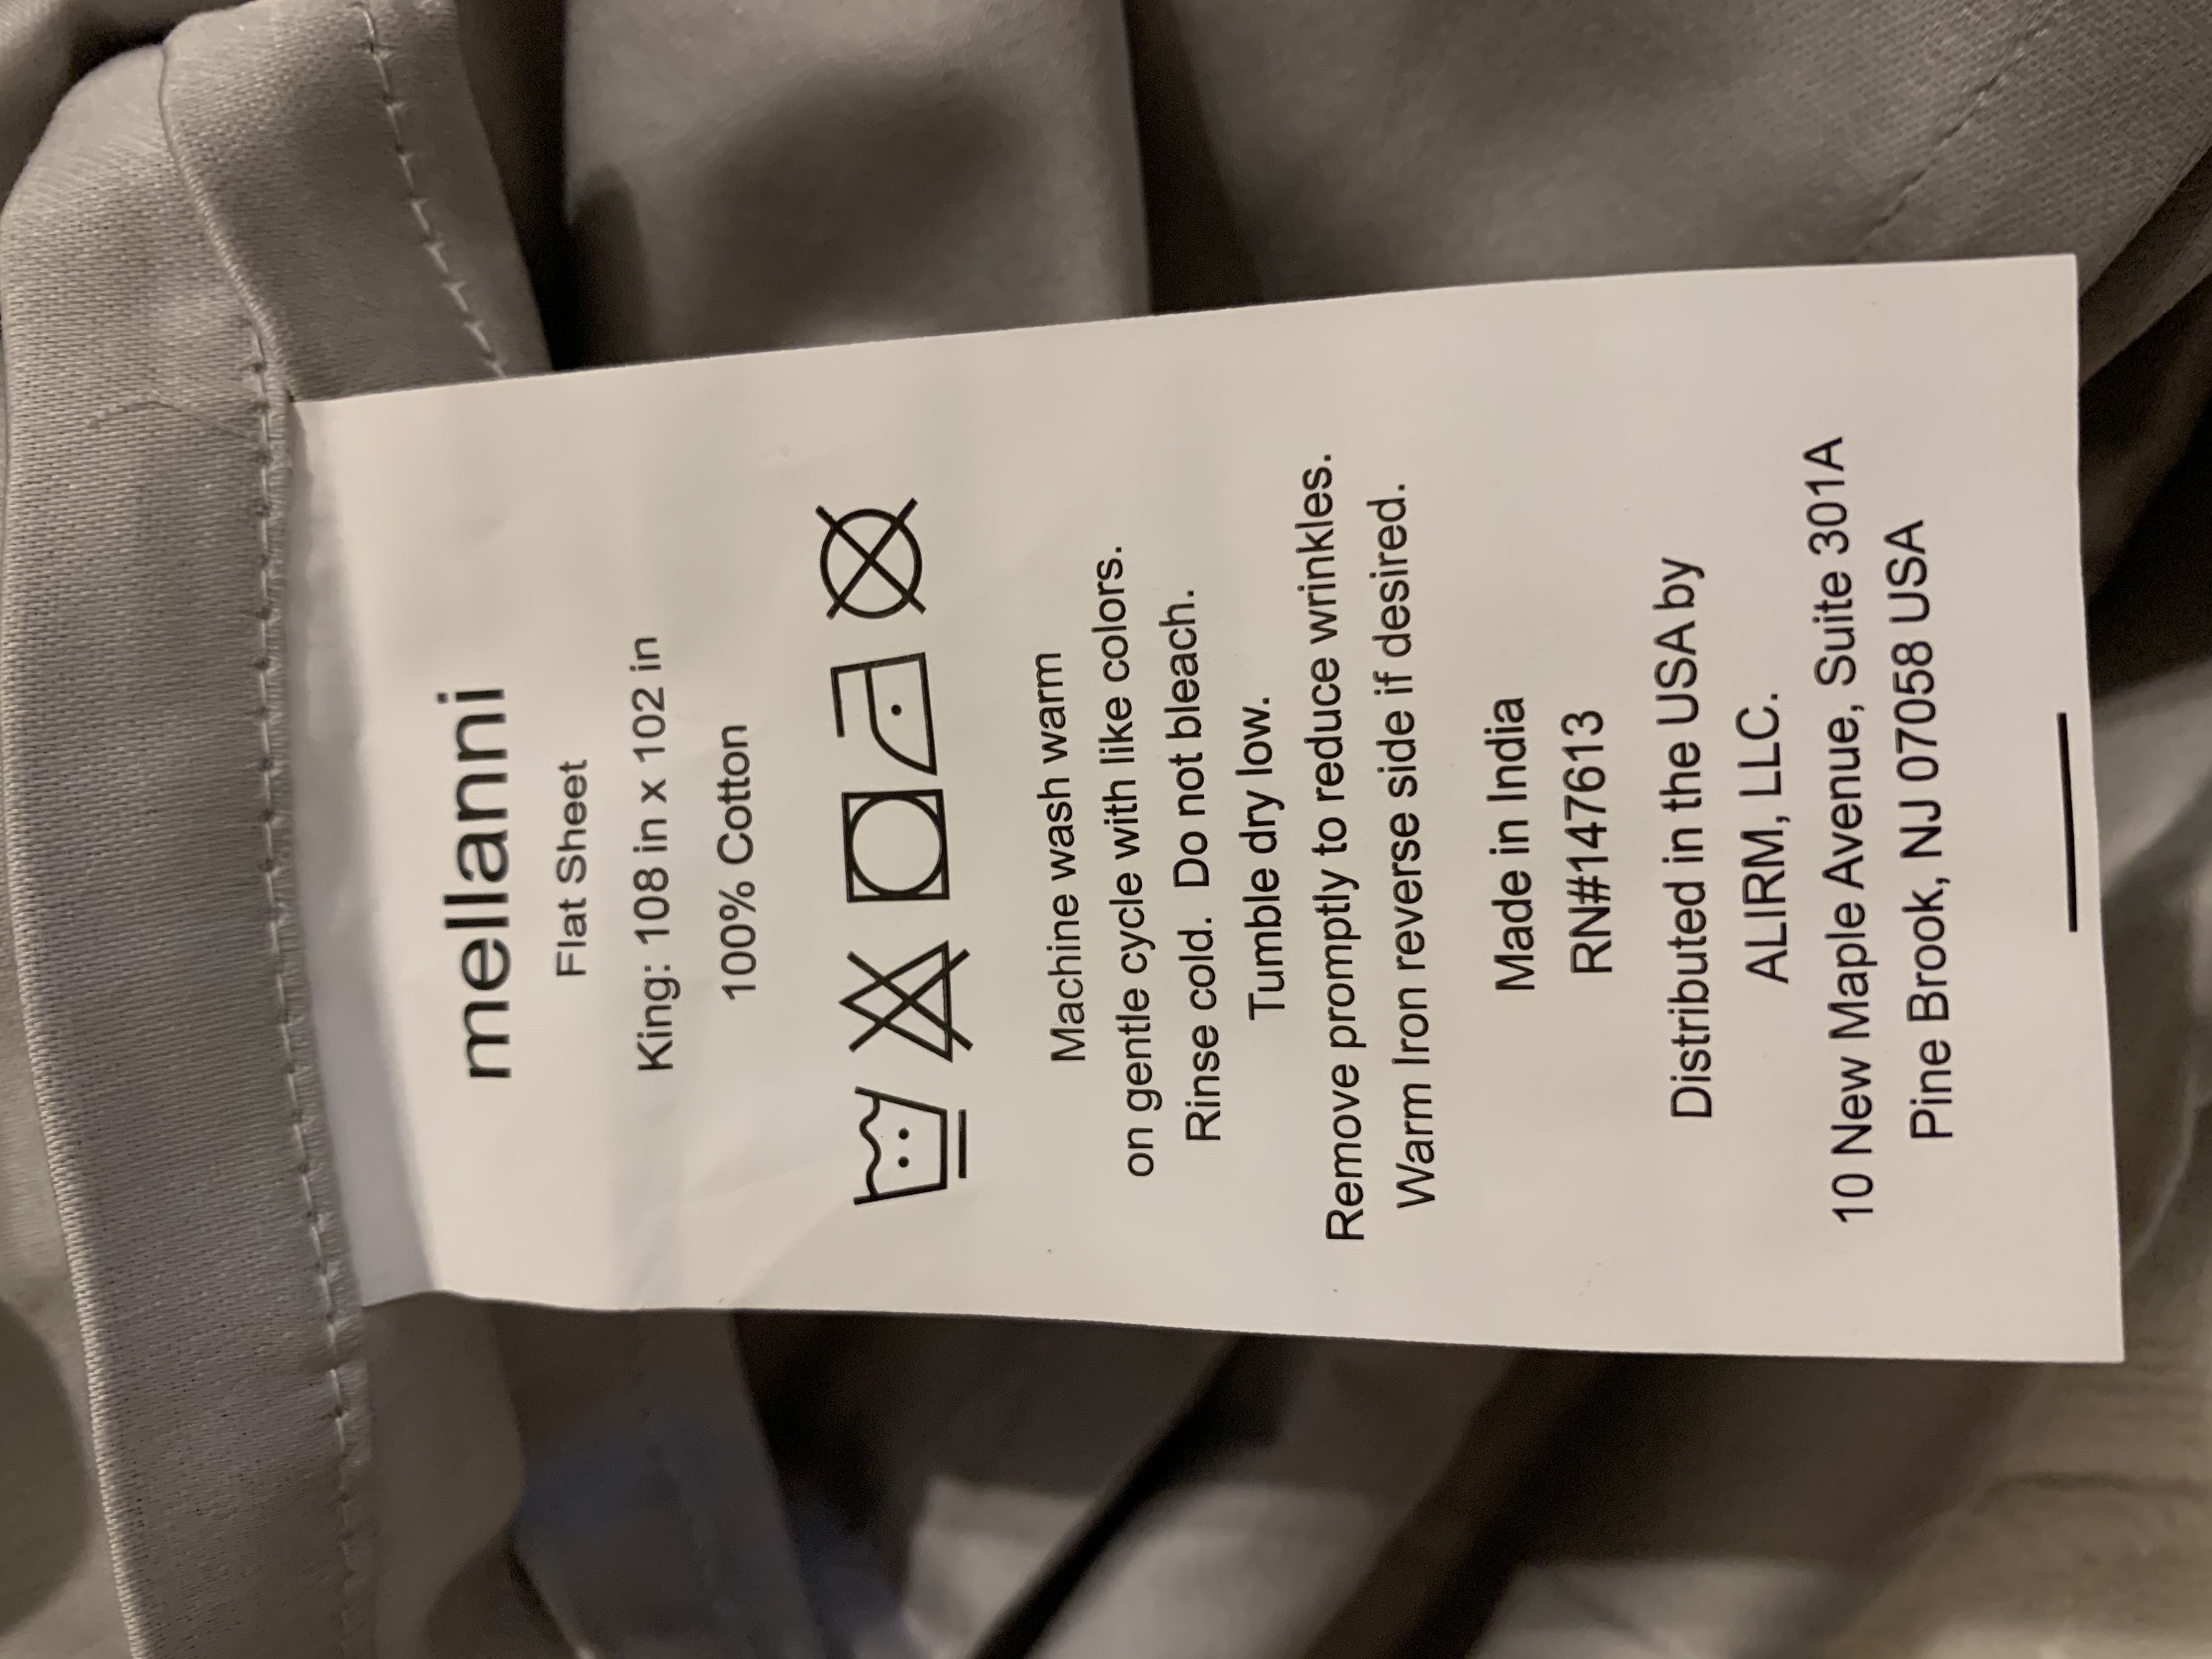 mellanni
Flat Sheet
King: 108 in x 102 in
100% Cotton
Machine wash warm
on gentle cycle with like colors.
Rinse cold. Do not bleach.
Tumble dry low.
Remove promptly to reduce wrinkles.
Warm Iron reverse side if desired.
Made in India
RN#147613
Distributed in the USA by
ALIRM, LLC.
10 New Maple Avenue, Suite 301A
Pine Brook, NJ 07058 USA